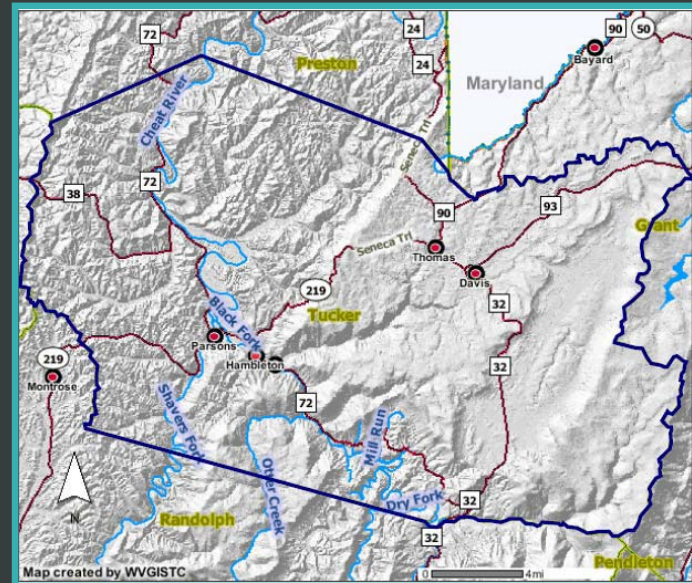 72
24
90
50
Preston
Bayard
24
Maryland
Cheat River
Seneca Trl
72
38
93
90
Grant
Seneca Trl
Thomas
Davis
219
32
Black Fork
Tucker
Parsons
Hambleton
219
Montrose
32
72
Shavers Fork
Mill Run
Otter Creek
Dry Fork
32
N
Randolph
32
Pendleton
Map created by WVGISTC
0 4mi